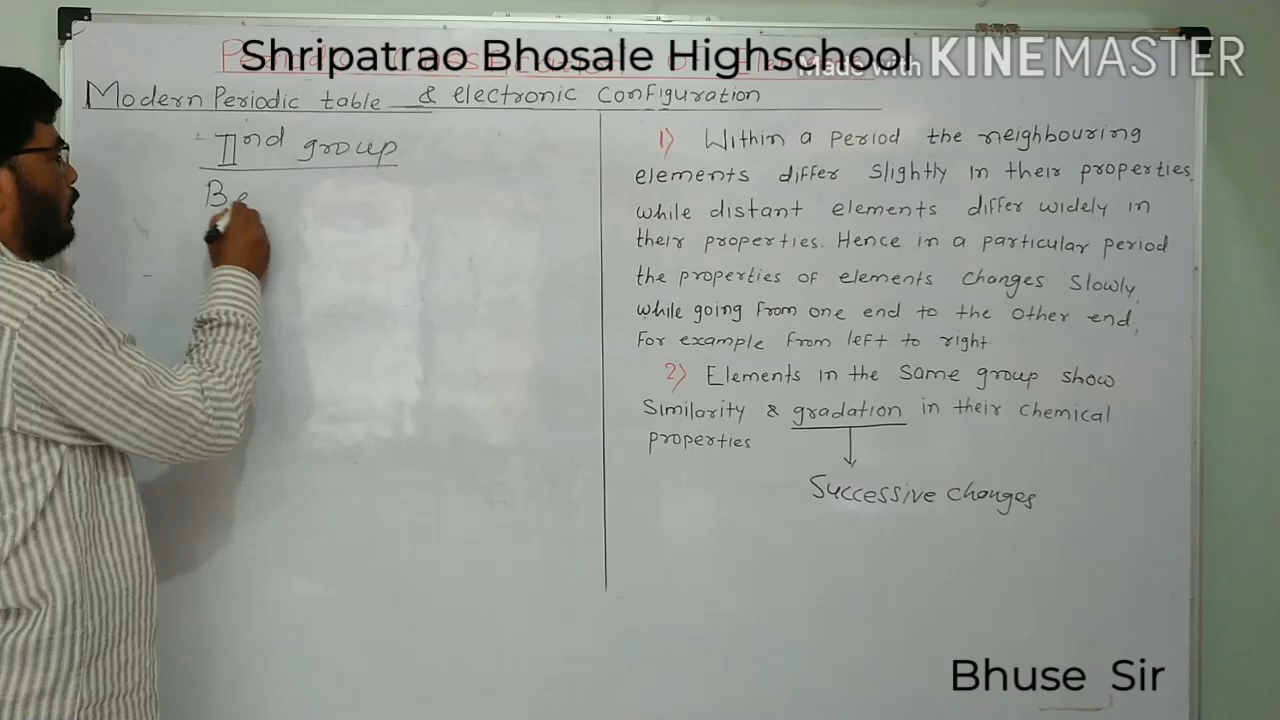 Shripatrao Bhosale Highschool
made with KINEMASTER
Modern Periodic table & electronic configuration
IInd group
Be
1) Within a period the neighbouring
elements differ slightly in their properties
while distant elements differ widely in
their properties. Hence in a particular period
the properties of elements changes slowly,
while going from one end to the other end,
for example from left to right
2) Elements in the same group show
similarity & gradation in their chemical
properties
Successive changes
Bhuse Sir